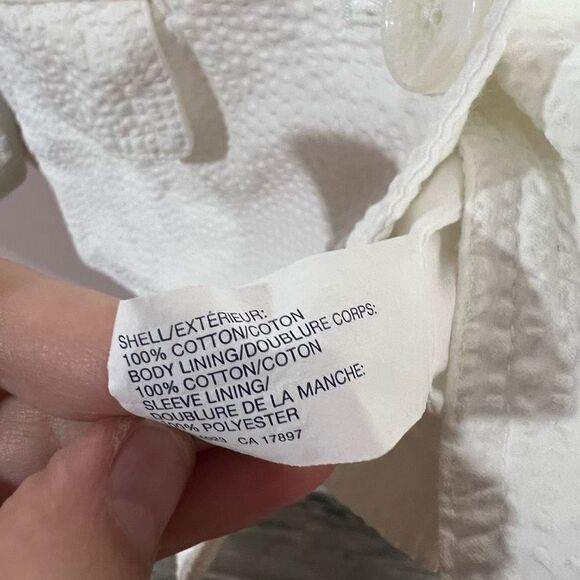 SHELL/EXTÉRIEUR:
100% COTTON/COTON
BODY LINING/DOUBLURE CORPS:
100% COTTON/COTON
SLEEVE LINING/
DOUBLURE DE LA MANCHE:
100% POLYESTER
CA 17897